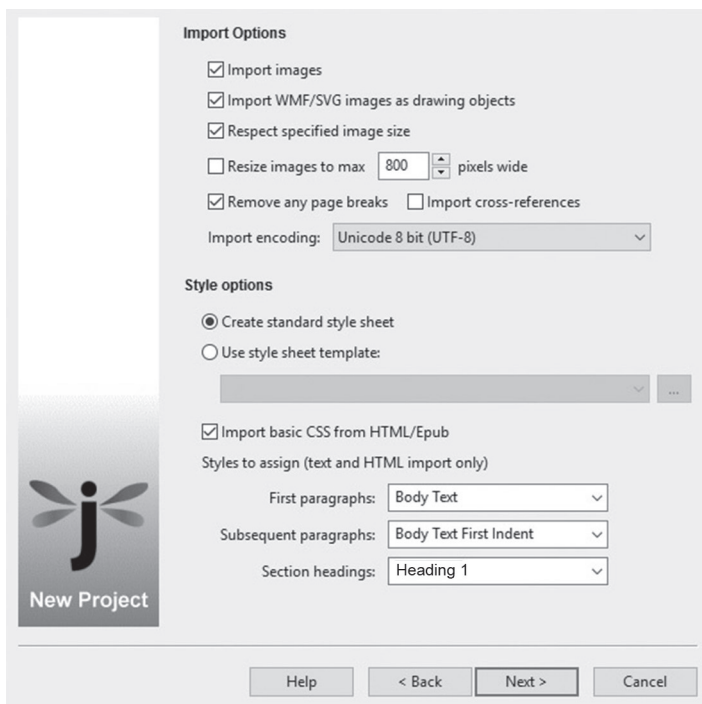 Import Options
Import images
Import WMF/SVG images as drawing objects
Respect specified image size
Resize images to max 800 pixels wide
Remove any page breaks Import cross-references
Import encoding: Unicode 8 bit (UTF-8)
Style options
Create standard style sheet
Use style sheet template:
...
Import basic CSS from HTML/Epub
Styles to assign (text and HTML import only)
First paragraphs: Body Text
Subsequent paragraphs: Body Text First Indent
Section headings: Heading 1
j
New Project
Help < Back Next > Cancel